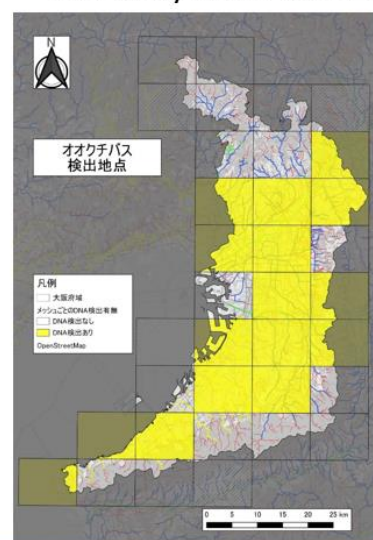 N
オオクチバス
検出地点
凡例
大阪府域
メッシュごとのDNA検出有無
DNA検出なし
DNA検出あり
OpenStreetMap
0 5 10 15 20 25 km